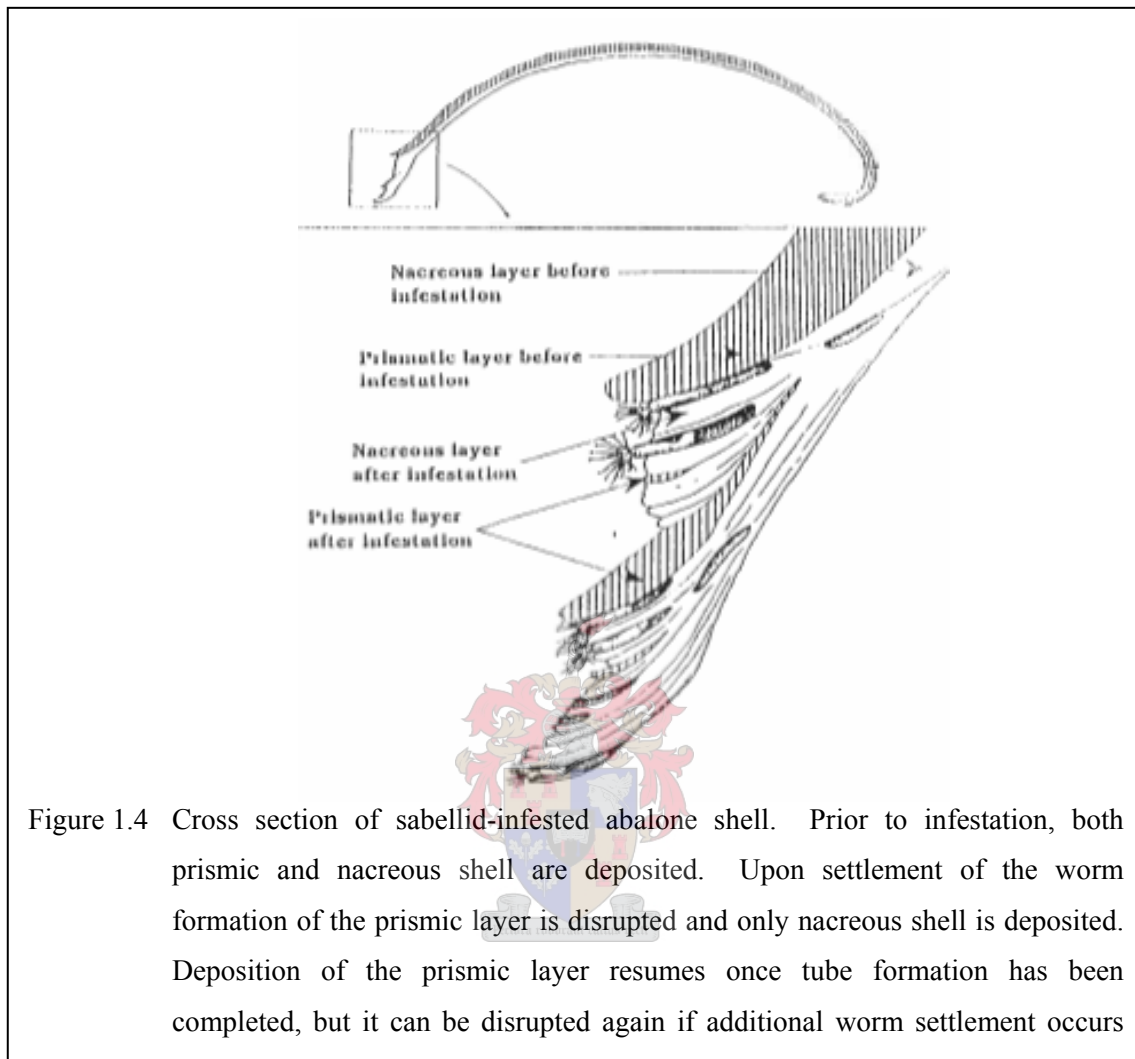 Nacreous layer before
infestation
Prismatic layer before
infestation
Nacreous layer
after infestation
Prismatic layer
after infestation
Figure 1.4 Cross section of sabellid-infested abalone shell. Prior to infestation, both
prismic and nacreous shell are deposited. Upon settlement of the worm
formation of the prismic layer is disrupted and only nacreous shell is deposited.
Deposition of the prismic layer resumes once tube formation has been
completed, but it can be disrupted again if additional worm settlement occurs